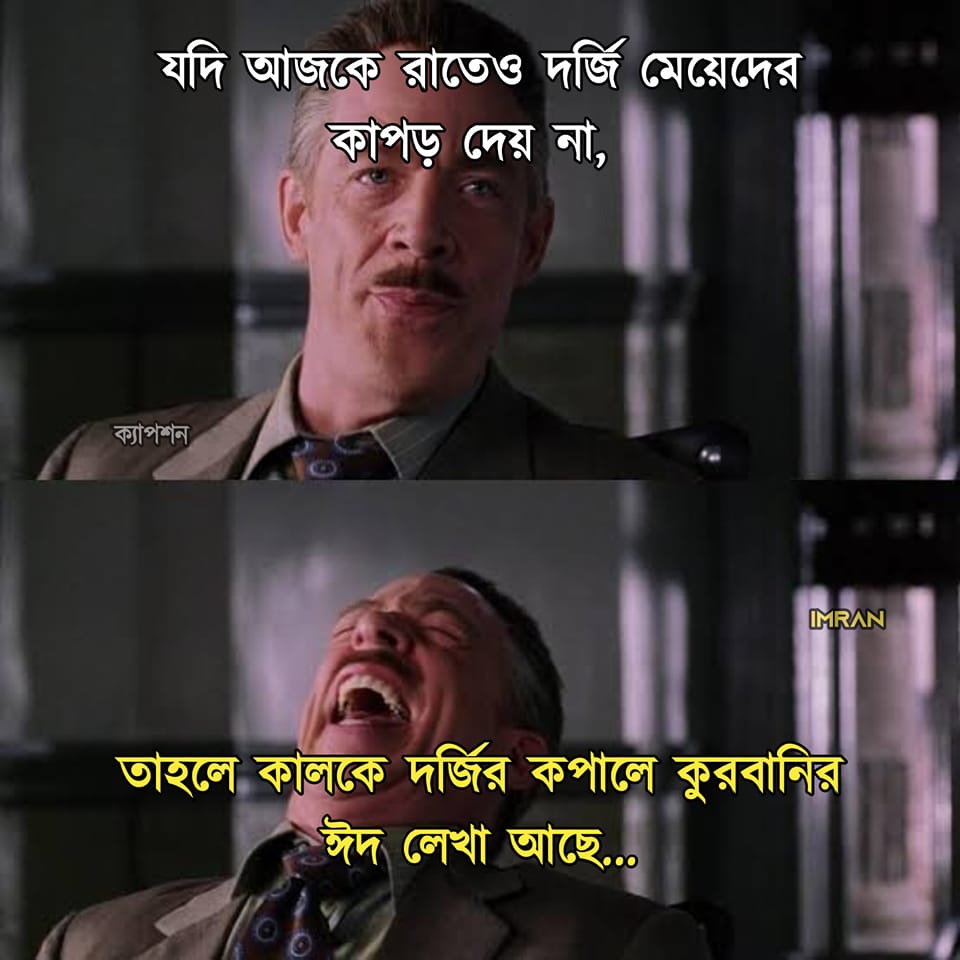 যদি আজকে রাতেও দর্জি মেয়েদের
কাপড় দেয় না,
ক্যাপশন
IMRAN
তাহলে কালকে দর্জির কপালে কুরবানির
ঈদ লেখা আছে...